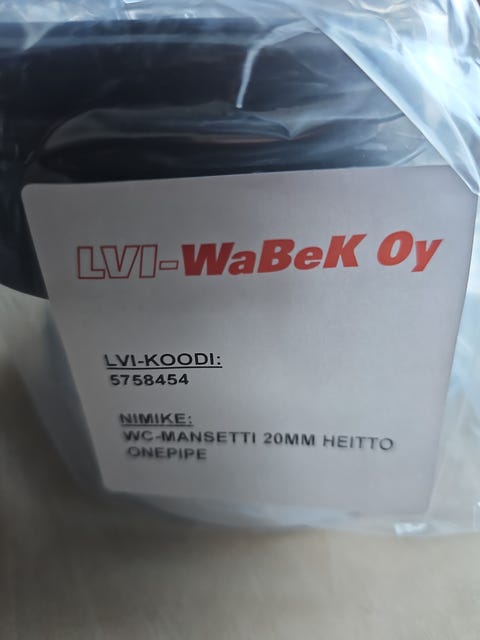 LVI-WaBeK Oy
LVI-KOODI:
5758454
NIMIKE:
WC-MANSETTI 20MM HEITTO
ONEPIPE